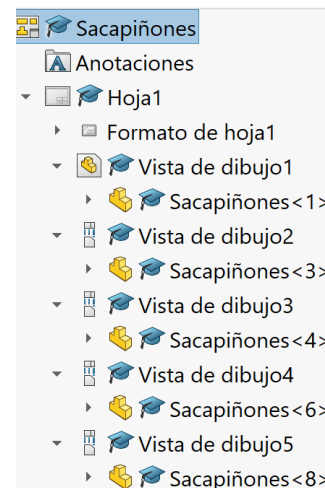 Sacapiñones
Anotaciones
Hoja1
Formato de hoja1
Vista de dibujo1
Sacapiñones<1>
Vista de dibujo2
Sacapiñones<3>
Vista de dibujo3
Sacapiñones<4>
Vista de dibujo4
Sacapiñones<6>
Vista de dibujo5
Sacapiñones<8>